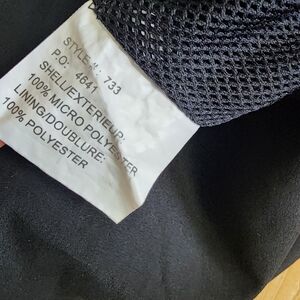 STYLE #: 733
P.O: 4641
SHELL/EXTERIEUR:
100% MICRO POLYESTER
LINING/DOUBLURE:
100% POLYESTER